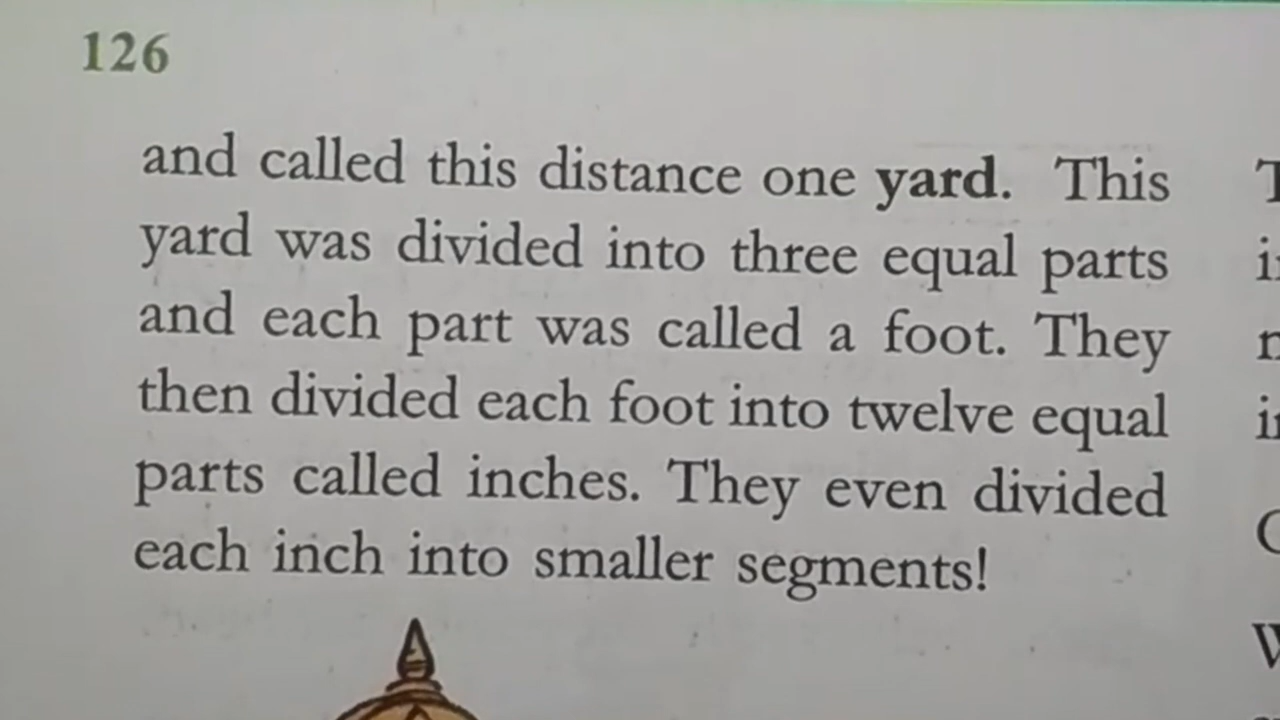 126
and called this distance one yard. This
yard was divided into three equal parts
and each part was called a foot. They
then divided each foot into twelve equal
parts called inches. They even divided
each inch into smaller segments!